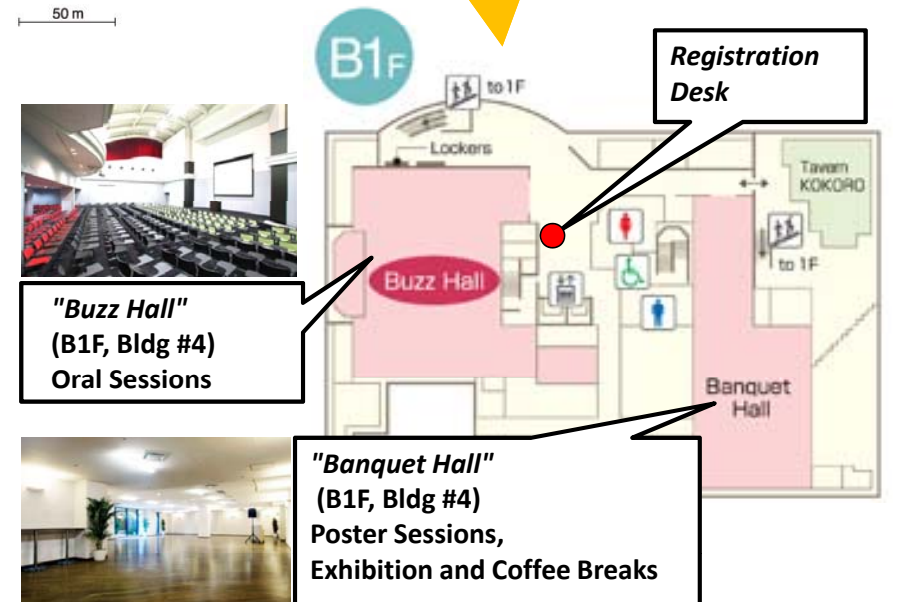 50 m
B1F
to 1F
Registration
Desk
Lockers
Tavern
KOKORO
to 1F
Buzz Hall
"Buzz Hall"
(B1F, Bldg #4)
Oral Sessions
Banquet
Hall
"Banquet Hall"
(B1F, Bldg #4)
Poster Sessions,
Exhibition and Coffee Breaks